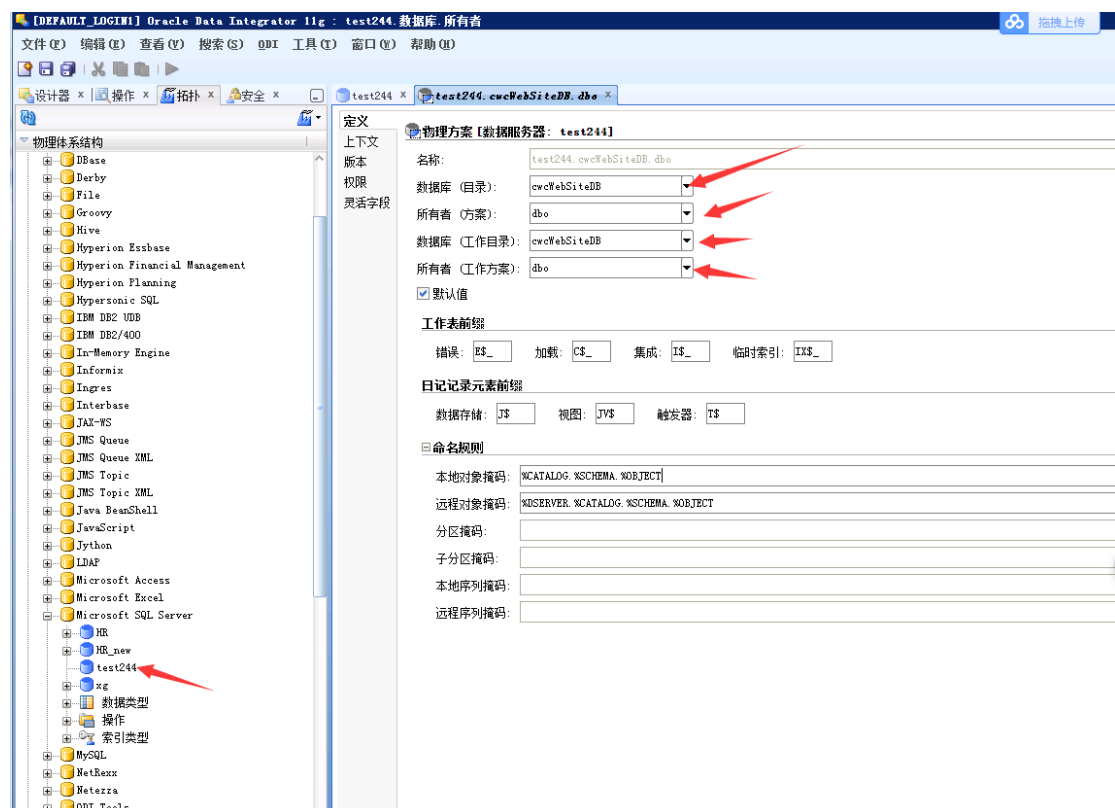 [DEFAULT_LOGIN1] Oracle Data Integrator 11g : test244.数据库.所有者
拖拽上传
文件(F) 编辑(E) 查看(V) 搜索(S) ODI 工具(T) 窗口(W) 帮助(H)
设计器 操作 拓扑 安全
test244 test244.cwcWebSiteDB.dbo
物理体系结构
DBase
Derby
File
Groovy
Hive
Hyperion Essbase
Hyperion Financial Management
Hyperion Planning
Hypersonic SQL
IBM DB2 UDB
IBM DB2/400
In-Memory Engine
Informix
Ingres
Interbase
JAX-WS
JMS Queue
JMS Queue XML
JMS Topic
JMS Topic XML
Java BeanShell
JavaScript
Jython
LDAP
Microsoft Access
Microsoft Excel
Microsoft SQL Server
HR
HR_new
test244
xg
数据类型
操作
索引类型
MySQL
NetRexx
Netezza
ODI Tools
定义
上下文
版本
权限
灵活字段
物理方案 [数据服务器: test244]
名称: test244.cwcWebSiteDB.dbo
数据库 (目录): cwcWebSiteDB
所有者 (方案): dbo
数据库 (工作目录): cwcWebSiteDB
所有者 (工作方案): dbo
默认值
工作表前缀
错误: E$_ 加载: C$_ 集成: I$_ 临时索引: IX$_
日记记录元素前缀
数据存储: J$ 视图: JV$ 触发器: T$
命名规则
本地对象掩码: %CATALOG.%SCHEMA.%OBJECT
远程对象掩码: %DSERVER.%CATALOG.%SCHEMA.%OBJECT
分区掩码:
子分区掩码:
本地序列掩码:
远程序列掩码: